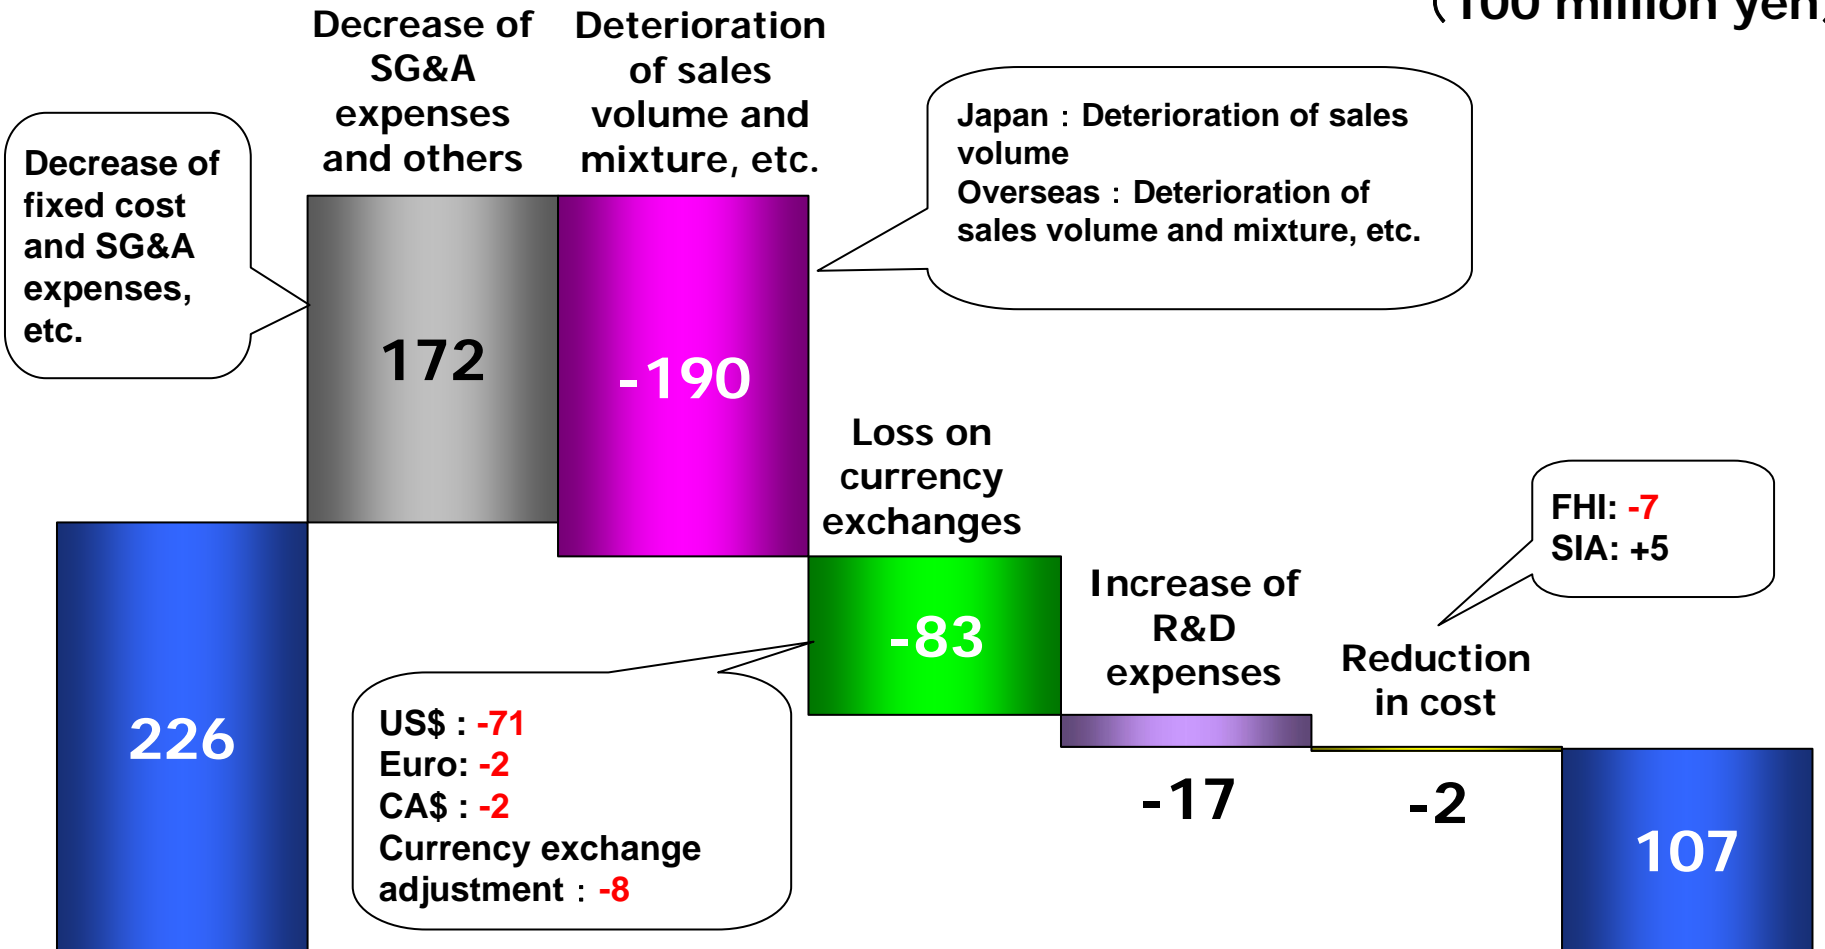 (100 million yen)
Decrease of
SG&A
expenses
and others
Deterioration
of sales
volume and
mixture, etc.
Decrease of
fixed cost
and SG&A
expenses,
etc.
Japan：Deterioration of sales
volume
Overseas：Deterioration of
sales volume and mixture, etc.
172
-190
Loss on
currency
exchanges
-83
FHI: -7
SIA: +5
Increase of
R&D
expenses
Reduction
in cost
226
US$ : -71
Euro: -2
CA$ : -2
Currency exchange
adjustment：-8
-17
-2
107